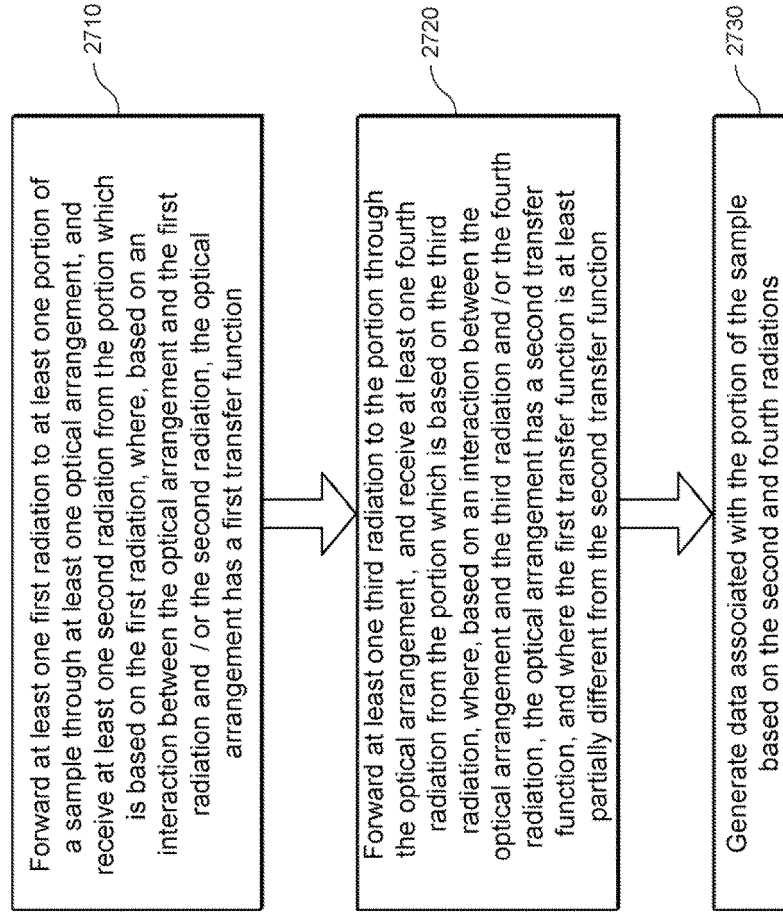 Forward at least one first radiation to at least one portion of
a sample through at least one optical arrangement, and
receive at least one second radiation from the portion which
is based on the first radiation, where, based on an
interaction between the optical arrangement and the first
radiation and / or the second radiation, the optical
arrangement has a first transfer function
2710
Forward at least one third radiation to the portion through
the optical arrangement, and receive at least one fourth
radiation from the portion which is based on the third
radiation, where, based on an interaction between the
optical arrangement and the third radiation and / or the fourth
radiation, the optical arrangement has a second transfer
function, and where the first transfer function is at least
partially different from the second transfer function
2720
Generate data associated with the portion of the sample
based on the second and fourth radiations
2730